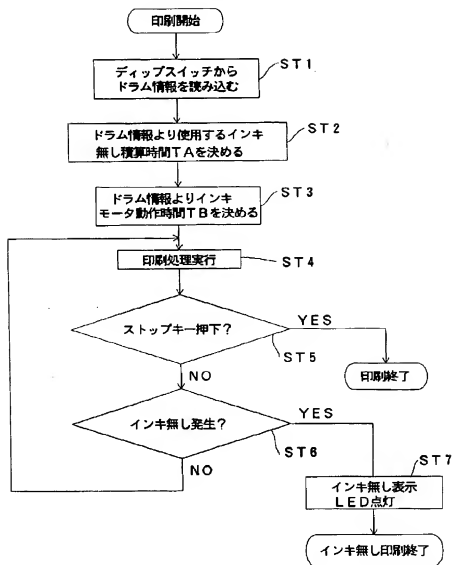 印刷開始
ディップスイッチから
ドラム情報を読み込む
ST1
ドラム情報より使用するインキ
無し積算時間TAを決める
ST2
ドラム情報よりインキ
モータ動作時間TBを決める
ST3
印刷処理実行
ST4
ストップキー押下?
YES
ST5
印刷終了
NO
インキ無し発生?
YES
ST6
NO
ST7
インキ無し表示
LED点灯
インキ無し印刷終了